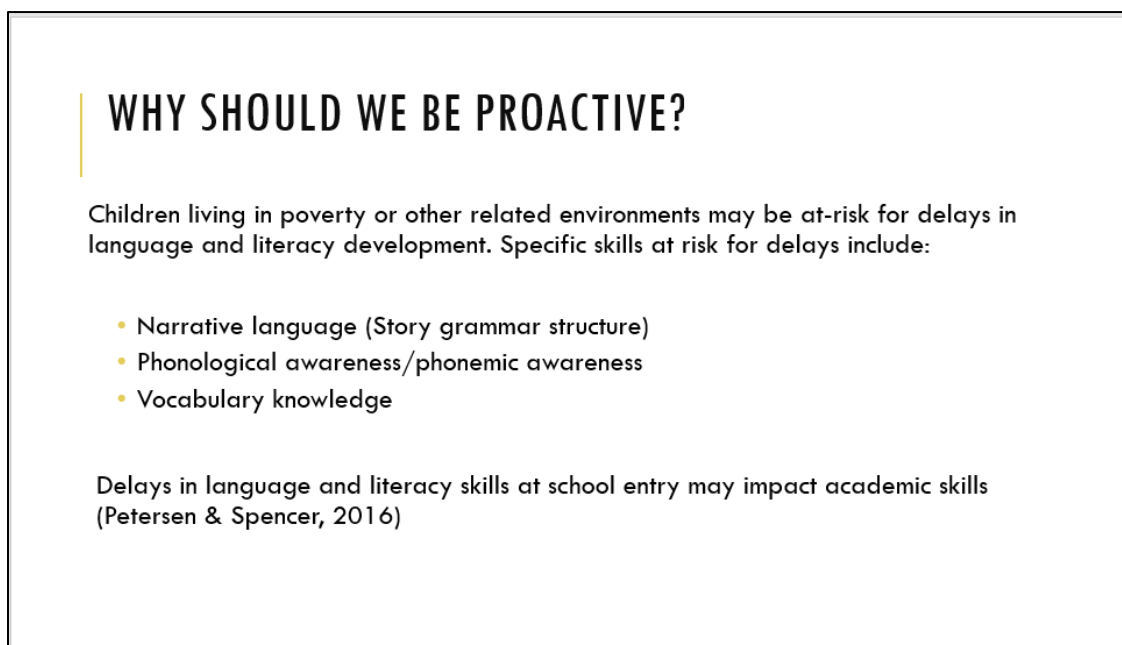 WHY SHOULD WE BE PROACTIVE?
Children living in poverty or other related environments may be at-risk for delays in
language and literacy development. Specific skills at risk for delays include:
• Narrative language (Story grammar structure)
• Phonological awareness/phonemic awareness
• Vocabulary knowledge
Delays in language and literacy skills at school entry may impact academic skills
(Petersen & Spencer, 2016)